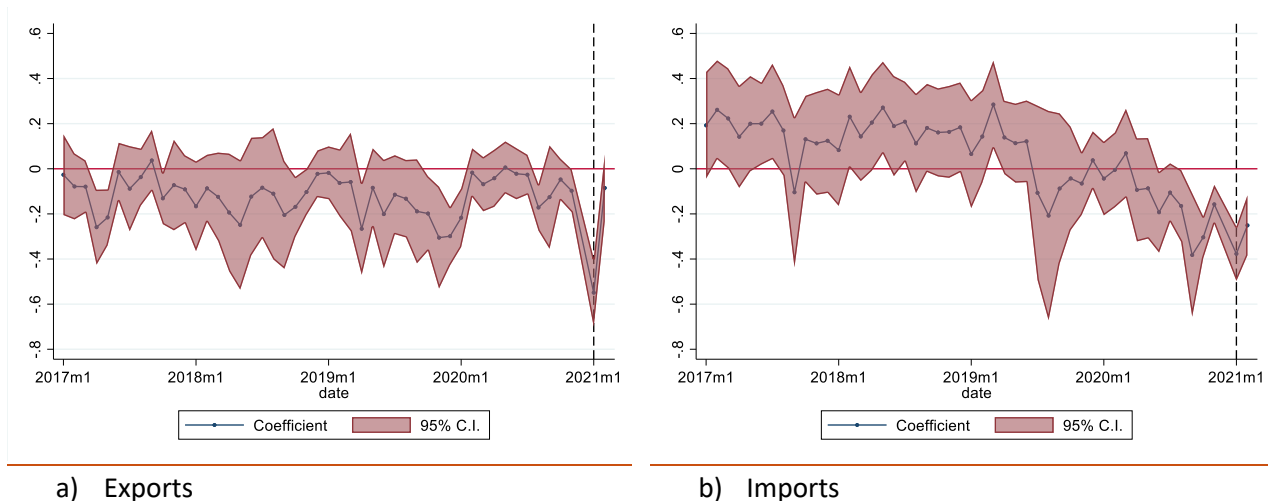 .6
.4
.2
0
-.2
-.4
-.6
-.8
2017m1 2018m1 2019m1 2020m1 2021m1
date
Coefficient 95% C.I.
a) Exports
.6
.4
.2
0
-.2
-.4
-.6
-.8
2017m1 2018m1 2019m1 2020m1 2021m1
date
Coefficient 95% C.I.
b) Imports